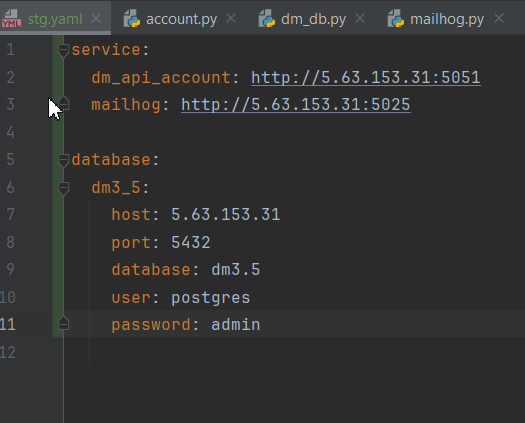 stg.yaml account.py dm_db.py mailhog.py
1 service:
2 dm_api_account: http://5.63.153.31:5051
3 mailhog: http://5.63.153.31:5025
4
5 database:
6 dm3_5:
7 host: 5.63.153.31
8 port: 5432
9 database: dm3.5
10 user: postgres
11 password: admin
12